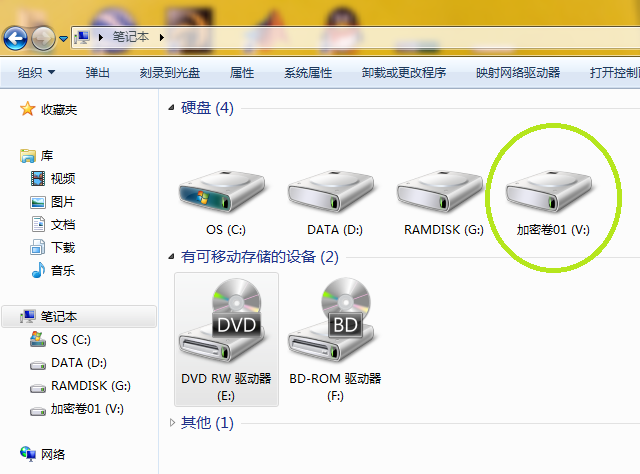 笔记本
组织 弹出 刻录到光盘 属性 系统属性 卸载或更改程序 映射网络驱动器 打开控制
收藏夹
库
视频
图片
文档
下载
音乐
笔记本
OS (C:)
DATA (D:)
RAMDISK (G:)
加密卷01 (V:)
网络
硬盘 (4)
OS (C:)
DATA (D:)
RAMDISK (G:)
加密卷01 (V:)
有可移动存储的设备 (2)
DVD
BD
DVD RW 驱动器
(E:)
BD-ROM 驱动器
(F:)
其他 (1)